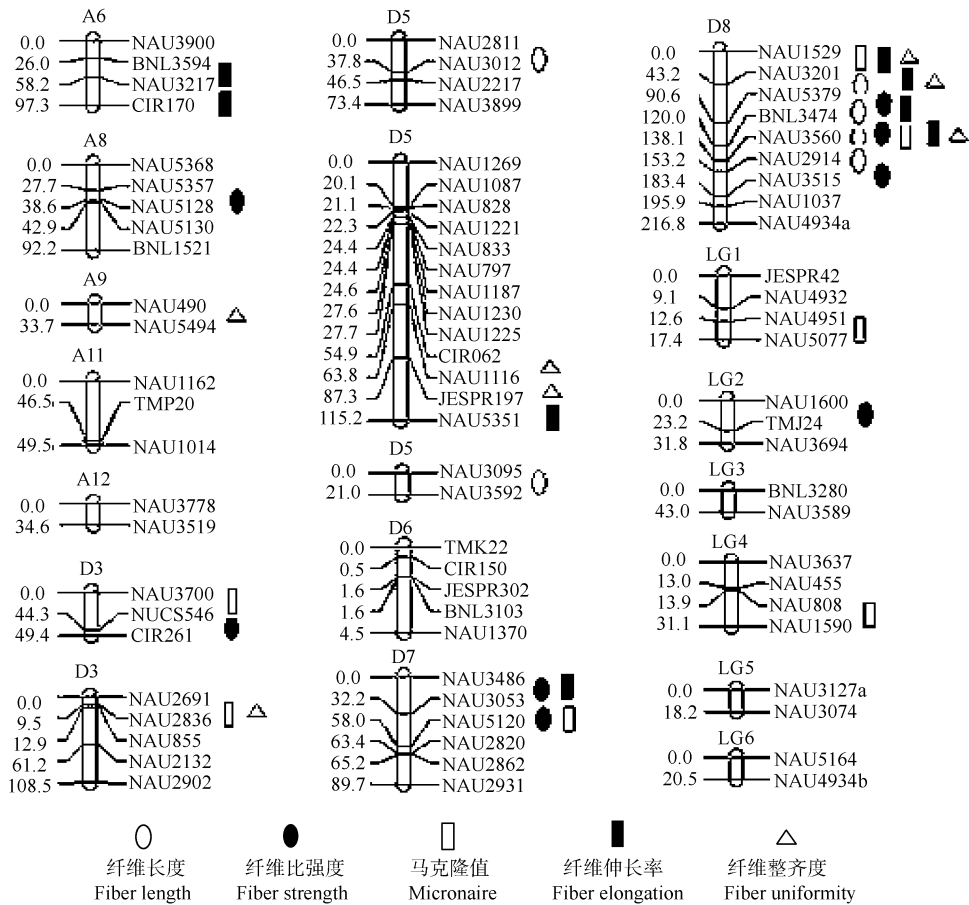 A6
0.0 NAU3900
26.0 BNL3594
58.2 NAU3217
97.3 CIR170
A8
0.0 NAU5368
27.7 NAU5357
38.6 NAU5128
42.9 NAU5130
92.2 BNL1521
A9
0.0 NAU490
33.7 NAU5494
A11
0.0 NAU1162
46.5 TMP20
49.5 NAU1014
A12
0.0 NAU3778
34.6 NAU3519
D3
0.0 NAU3700
44.3 NUCS546
49.4 CIR261
D3
0.0 NAU2691
9.5 NAU2836
12.9 NAU855
61.2 NAU2132
108.5 NAU2902
D5
0.0 NAU2811
37.8 NAU3012
46.5 NAU2217
73.4 NAU3899
D5
0.0 NAU1269
20.1 NAU1087
21.1 NAU828
22.3 NAU1221
24.4 NAU833
24.4 NAU797
24.6 NAU1187
27.6 NAU1230
27.7 NAU1225
54.9 CIR062
63.8 NAU1116
87.3 JESPR197
115.2 NAU5351
D5
0.0 NAU3095
21.0 NAU3592
D6
0.0 TMK22
0.5 CIR150
1.6 JESPR302
1.6 BNL3103
4.5 NAU1370
D7
0.0 NAU3486
32.2 NAU3053
58.0 NAU5120
63.4 NAU2820
65.2 NAU2862
89.7 NAU2931
D8
0.0 NAU1529
43.2 NAU3201
90.6 NAU5379
120.0 BNL3474
138.1 NAU3560
153.2 NAU2914
183.4 NAU3515
195.9 NAU1037
216.8 NAU4934a
LG1
0.0 JESPR42
9.1 NAU4932
12.6 NAU4951
17.4 NAU5077
LG2
0.0 NAU1600
23.2 TMJ24
31.8 NAU3694
LG3
0.0 BNL3280
43.0 NAU3589
LG4
0.0 NAU3637
13.0 NAU455
13.9 NAU808
31.1 NAU1590
LG5
0.0 NAU3127a
18.2 NAU3074
LG6
0.0 NAU5164
20.5 NAU4934b
纤维长度 纤维比强度 马克隆值 纤维伸长率 纤维整齐度
Fiber length Fiber strength Micronaire Fiber elongation Fiber uniformity